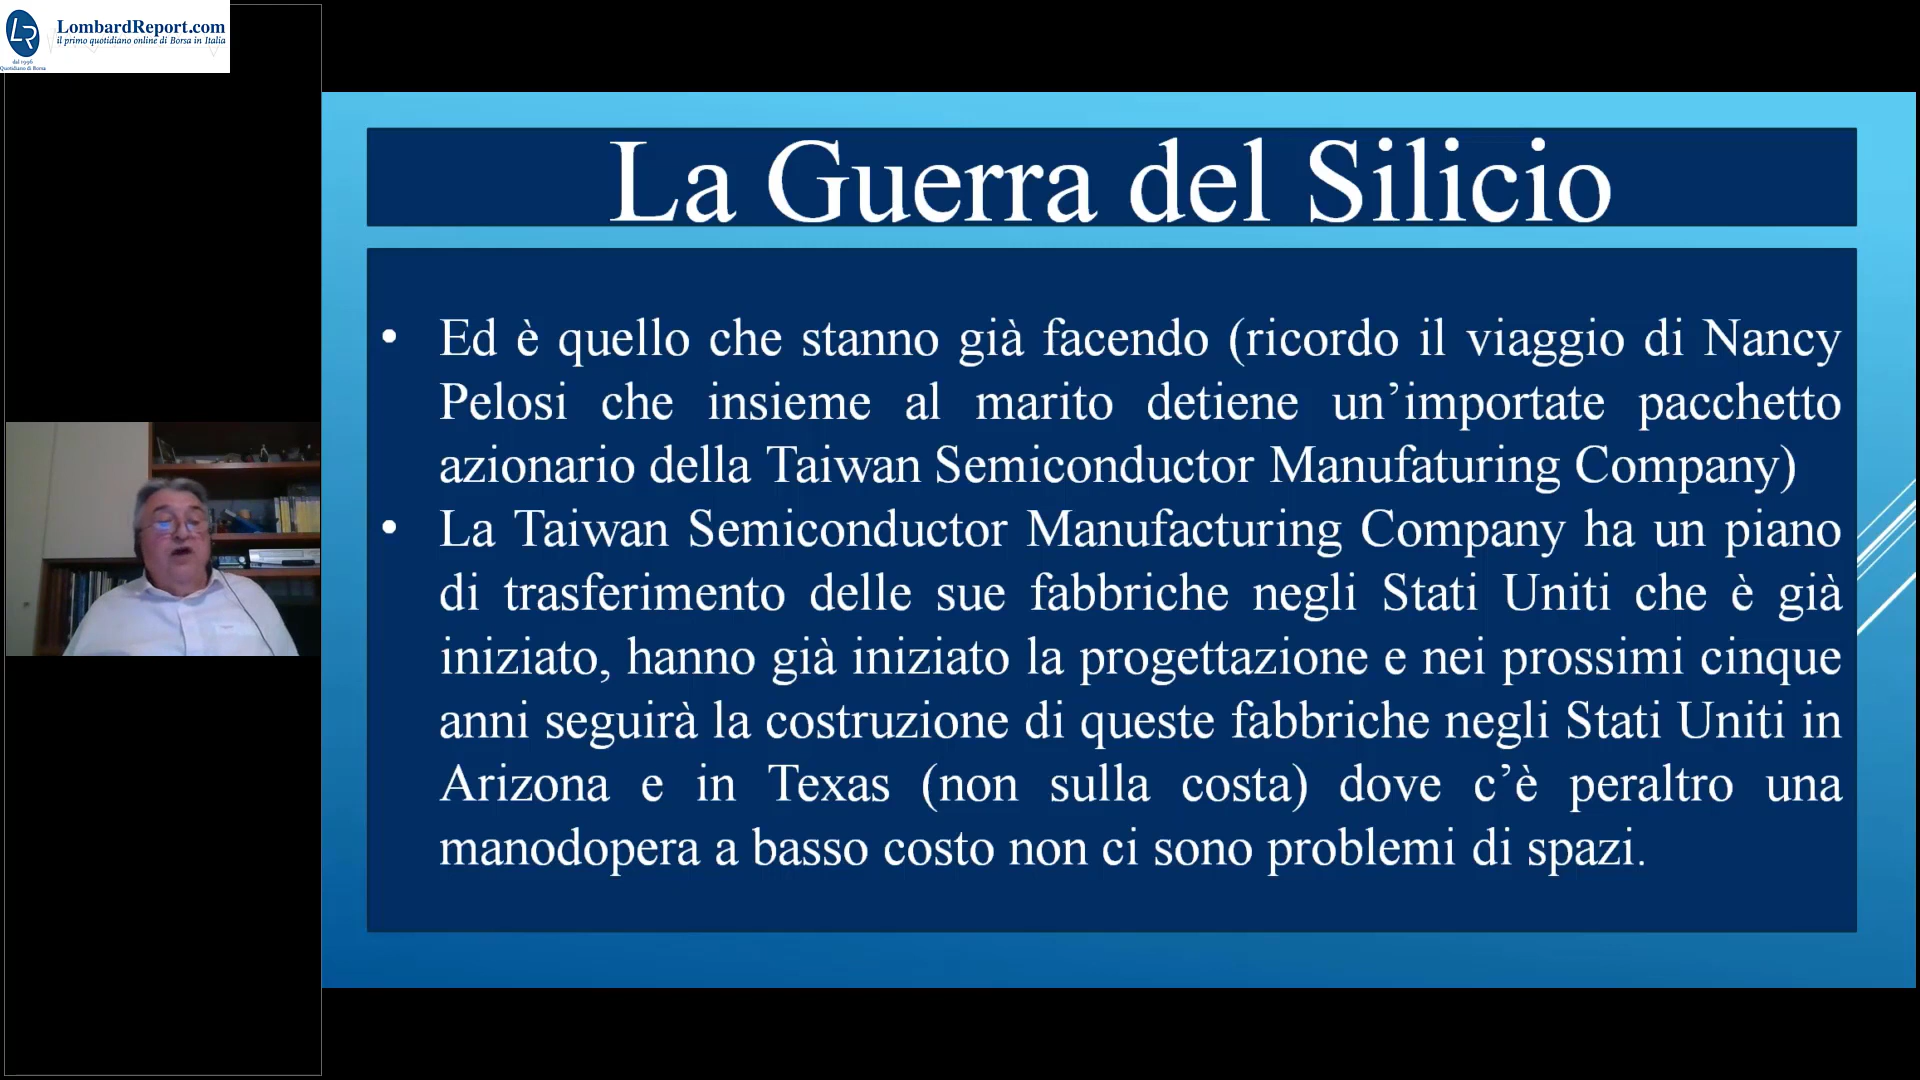 LombardReport.com
il primo quotidiano online di Borsa in Italia
dal 1996
Quotidiano di Borsa
La Guerra del Silicio
• Ed è quello che stanno già facendo (ricordo il viaggio di Nancy
Pelosi che insieme al marito detiene un’importate pacchetto
azionario della Taiwan Semiconductor Manufaturing Company)
• La Taiwan Semiconductor Manufacturing Company ha un piano
di trasferimento delle sue fabbriche negli Stati Uniti che è già
iniziato, hanno già iniziato la progettazione e nei prossimi cinque
anni seguirà la costruzione di queste fabbriche negli Stati Uniti in
Arizona e in Texas (non sulla costa) dove c’è peraltro una
manodopera a basso costo non ci sono problemi di spazi.